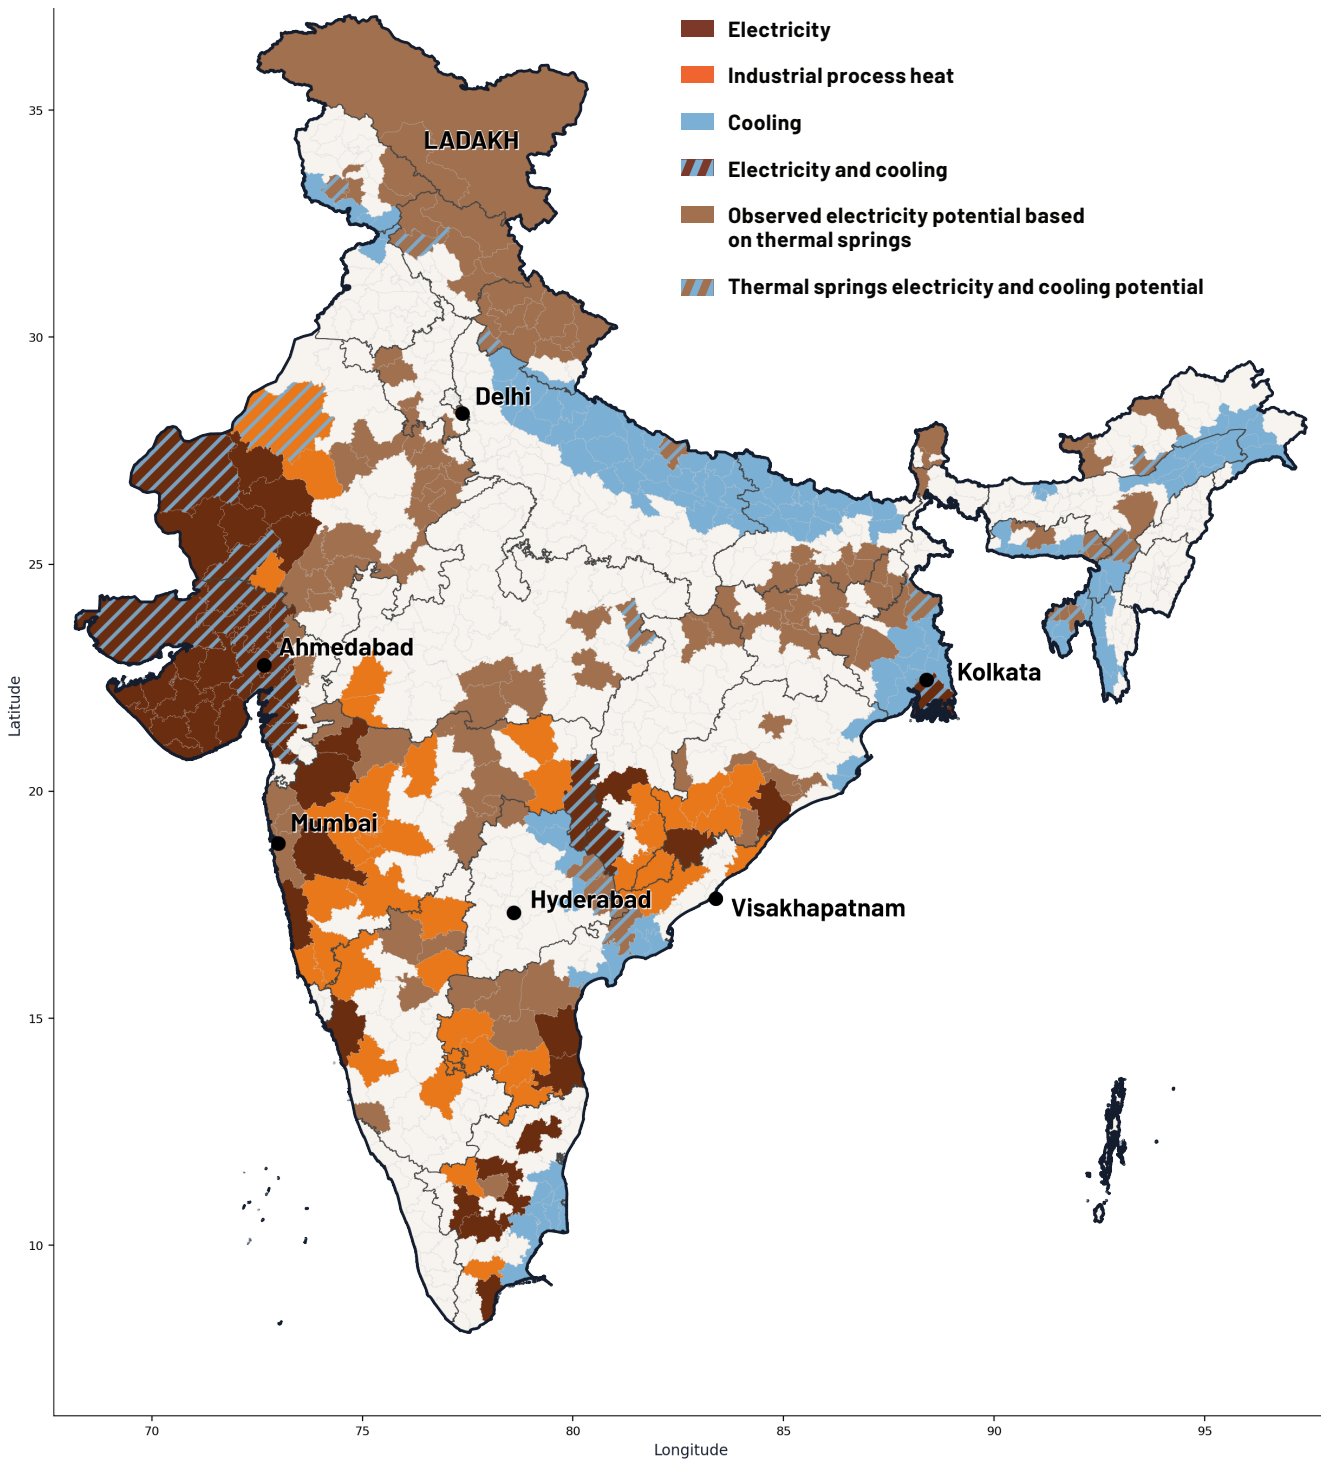 Electricity
Industrial process heat
Cooling
Electricity and cooling
Observed electricity potential based
on thermal springs
Thermal springs electricity and cooling potential
LADAKH
Delhi
Ahmedabad
Kolkata
Mumbai
Hyderabad
Visakhapatnam
Latitude
35
30
25
20
15
10
70
75
80
85
90
95
Longitude